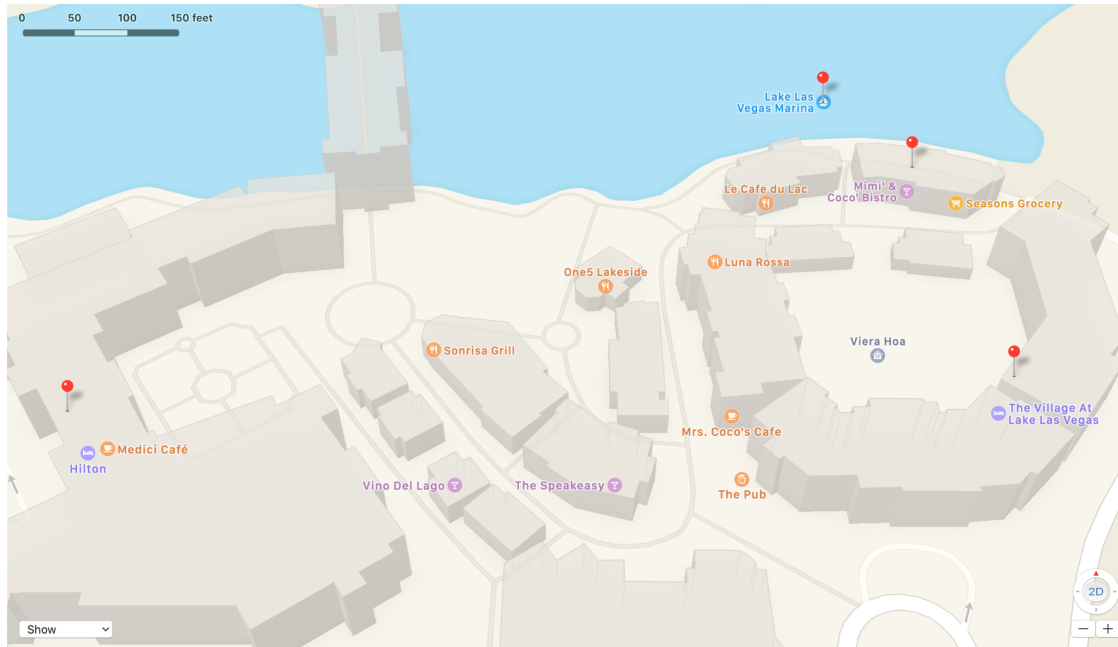 0 50 100 150 feet
Lake Las
Vegas Marina
Le Cafe du Lac
Mimi' &
Coco' Bistro
Seasons Grocery
Luna Rossa
One5 Lakeside
Viera Hoa
Sonrisa Grill
The Village At
Lake Las Vegas
Mrs. Coco's Cafe
Medici Café
Hilton
Vino Del Lago
The Speakeasy
The Pub
2D
Show